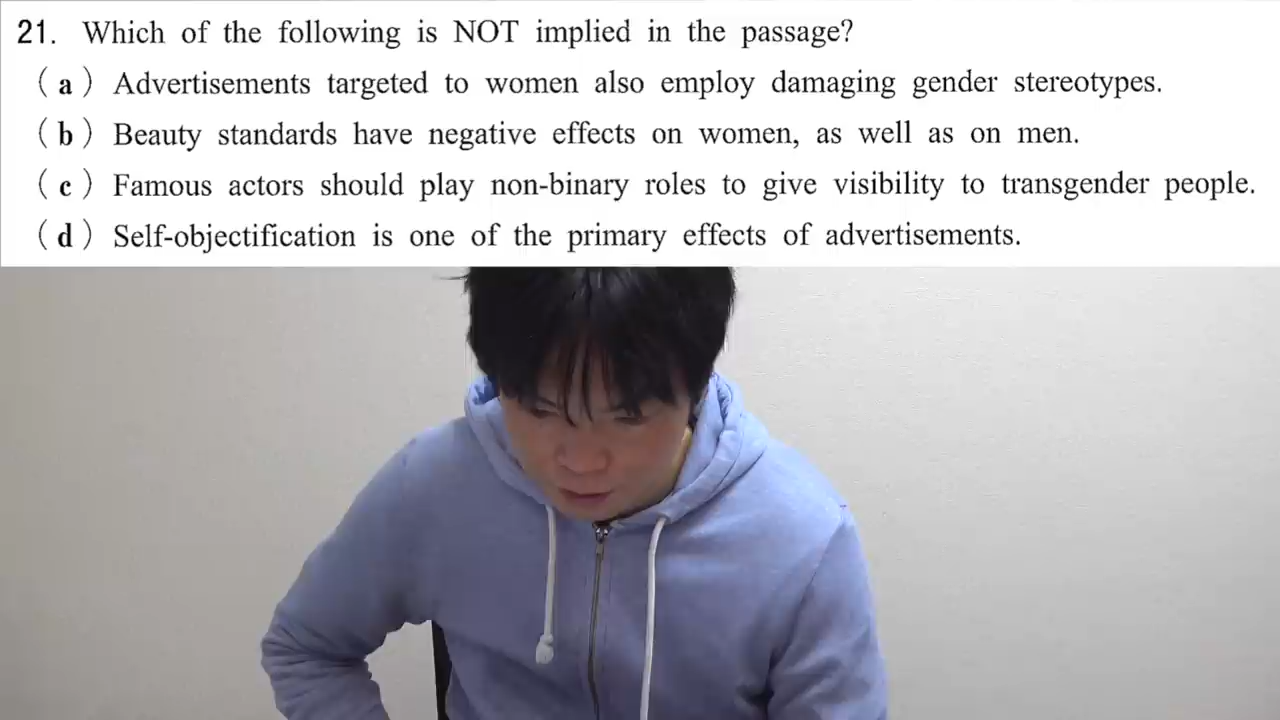 21. Which of the following is NOT implied in the passage?
( a ) Advertisements targeted to women also employ damaging gender stereotypes.
( b ) Beauty standards have negative effects on women, as well as on men.
( c ) Famous actors should play non-binary roles to give visibility to transgender people.
( d ) Self-objectification is one of the primary effects of advertisements.